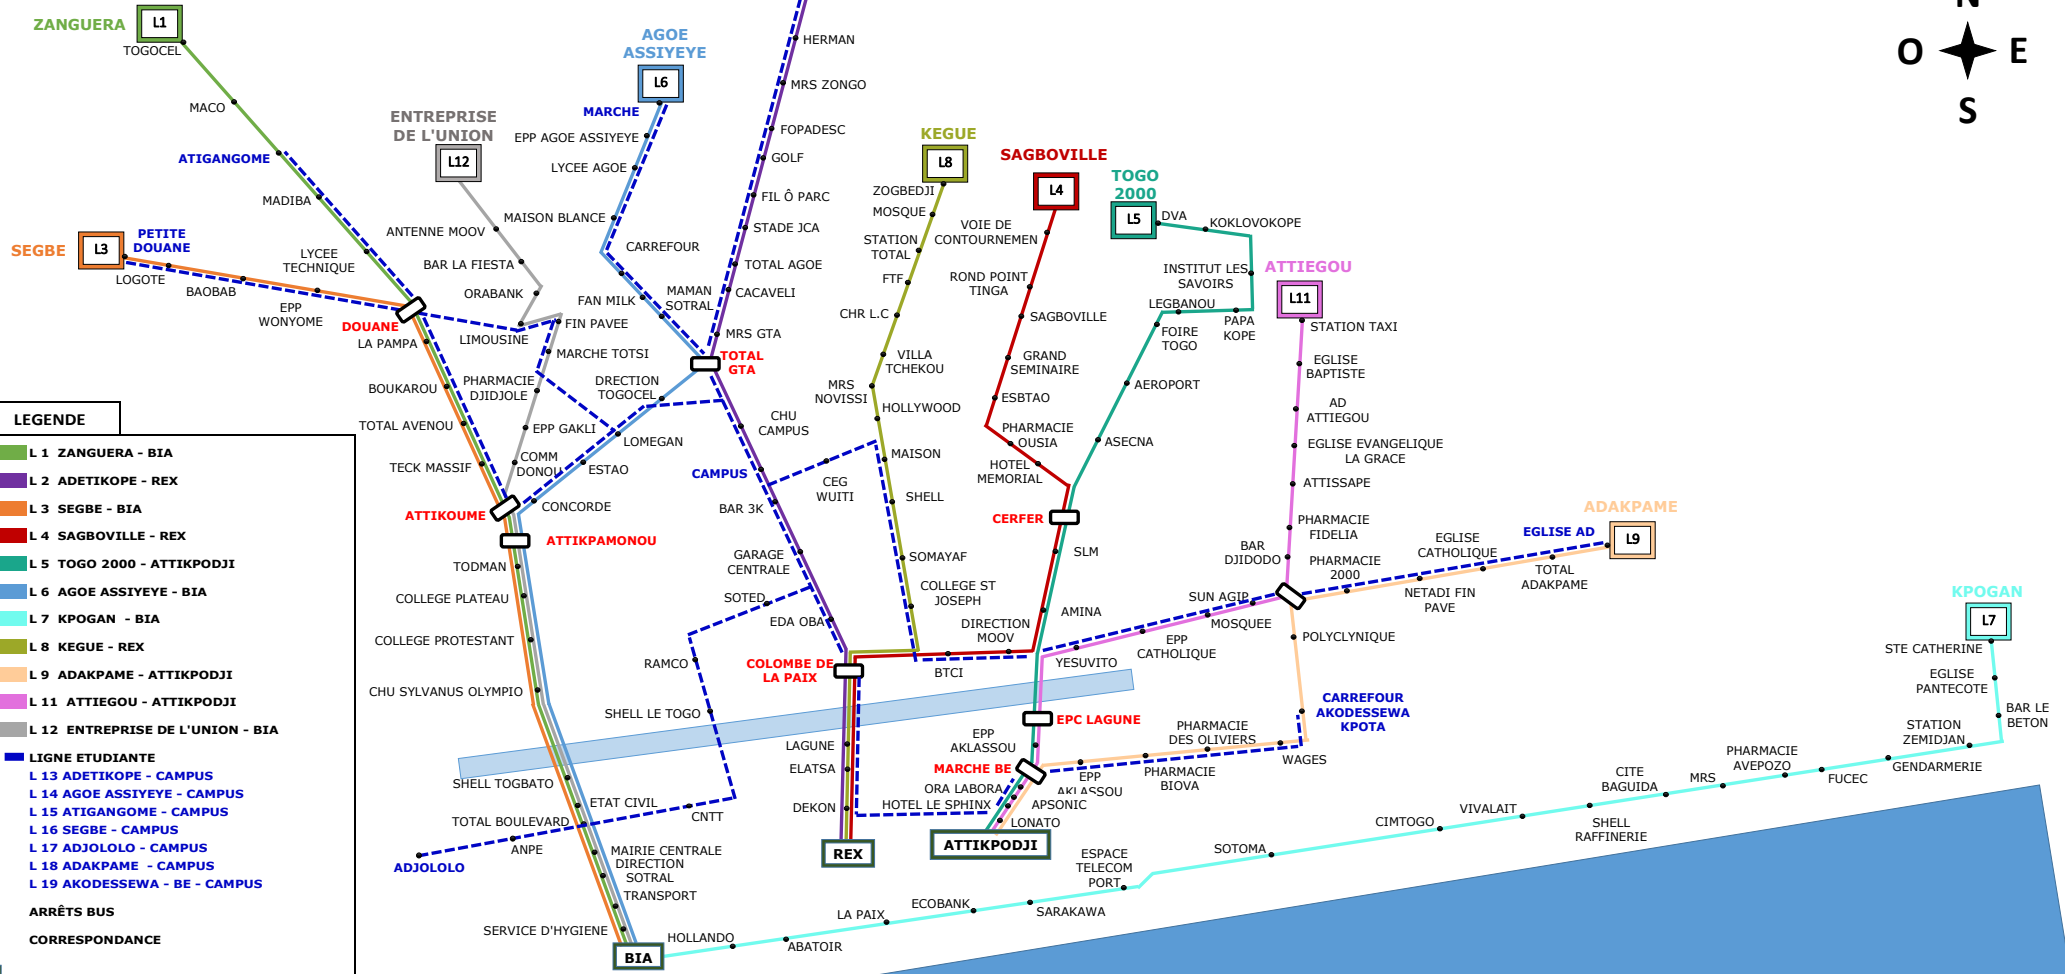 N
O
E
S
L1
ZANGUERA
TOGOCEL
MACO
ATIGANGOME
MADIBA
LYCEE
TECHNIQUE
L3
SEGBE
PETITE
DOUANE
LOGOTE
BAOBAB
EPP
WONYOME
DOUANE
LA PAMPA
BOUKAROU
TOTAL AVENOU
TECK MASSIF
ATTIKOUME
ATTIKPAMONOU
TODMAN
COLLEGE PLATEAU
COLLEGE PROTESTANT
CHU SYLVANUS OLYMPIO
SHELL TOGBATO
ETAT CIVIL
TOTAL BOULEVARD
CNTT
ANPE
ADJOLOLO
MAIRIE CENTRALE
DIRECTION
SOTRAL
TRANSPORT
SERVICE D'HYGIENE
BIA
ENTREPRISE
DE L'UNION
L12
ANTENNE MOOV
BAR LA FIESTA
ORABANK
LIMOUSINE
FIN PAVEE
MARCHE TOTSI
PHARMACIE
DJIDJOLE
EPP GAKLI
COMM
DONOU
AGOE
ASSIYEYE
L6
MARCHE
EPP AGOE ASSIYEYE
LYCEE AGOE
MAISON BLANCE
CARREFOUR
FAN MILK
MAMAN
SOTRAL
TOTAL
GTA
DRECTION
TOGOCEL
LOMEGAN
ESTAO
CONCORDE
HERMAN
MRS ZONGO
FOPADESC
GOLF
FIL Ô PARC
STADE JCA
TOTAL AGOE
CACAVELI
MRS GTA
CHU
CAMPUS
CAMPUS
BAR 3K
CEG
WUITI
GARAGE
CENTRALE
SOTED
EDA OBA
RAMCO
SHELL LE TOGO
COLOMBE DE
LA PAIX
LAGUNE
ELATSA
DEKON
REX
KEGUE
L8
ZOGBEDJI
MOSQUE
STATION
TOTAL
FTF
CHR L.C
VILLA
TCHEKOU
MRS
NOVISSI
HOLLYWOOD
MAISON
SHELL
SOMAYAF
COLLEGE ST
JOSEPH
BTCI
DIRECTION
MOOV
SAGBOVILLE
L4
VOIE DE
CONTOURNEMEN
ROND POINT
TINGA
SAGBOVILLE
GRAND
SEMINAIRE
ESBTAO
PHARMACIE
OUSIA
HOTEL
MEMORIAL
CERFER
SLM
AMINA
TOGO
2000
L5
DVA
KOKLOVOKOPE
INSTITUT LES
SAVOIRS
LEGBANOU
PAPA
KOPE
FOIRE
TOGO
AEROPORT
ASECNA
ATTIEGOU
L11
STATION TAXI
EGLISE
BAPTISTE
AD
ATTIEGOU
EGLISE EVANGELIQUE
LA GRACE
ATTISSAPE
PHARMACIE
FIDELIA
BAR
DJIDODO
SUN AGIP
MOSQUEE
EPP
CATHOLIQUE
YESUVITO
EPC LAGUNE
EPP
AKLASSOU
MARCHE BE
ORA LABORA
HOTEL LE SPHINX
APSONIC
LONATO
ATTIKPODJI
ADAKPAME
L9
EGLISE AD
TOTAL
ADAKPAME
EGLISE
CATHOLIQUE
NETADI FIN
PAVE
PHARMACIE
2000
POLYCLYNIQUE
CARREFOUR
AKODESSEWA
KPOTA
WAGES
PHARMACIE
DES OLIVIERS
PHARMACIE
BIOVA
EPP
AKLASSOU
KPOGAN
L7
STE CATHERINE
EGLISE
PANTECOTE
BAR LE
BETON
STATION
ZEMIDJAN
GENDARMERIE
FUCEC
PHARMACIE
AVEPOZO
MRS
CITE
BAGUIDA
SHELL
RAFFINERIE
VIVALAIT
CIMTOGO
SOTOMA
ESPACE
TELECOM
PORT
SARAKAWA
ECOBANK
LA PAIX
ABATOIR
HOLLANDO
LEGENDE
L 1 ZANGUERA - BIA
L 2 ADETIKOPE - REX
L 3 SEGBE - BIA
L 4 SAGBOVILLE - REX
L 5 TOGO 2000 - ATTIKPODJI
L 6 AGOE ASSIYEYE - BIA
L 7 KPOGAN - BIA
L 8 KEGUE - REX
L 9 ADAKPAME - ATTIKPODJI
L 11 ATTIEGOU - ATTIKPODJI
L 12 ENTREPRISE DE L'UNION - BIA
LIGNE ETUDIANTE
L 13 ADETIKOPE - CAMPUS
L 14 AGOE ASSIYEYE - CAMPUS
L 15 ATIGANGOME - CAMPUS
L 16 SEGBE - CAMPUS
L 17 ADJOLOLO - CAMPUS
L 18 ADAKPAME - CAMPUS
L 19 AKODESSEWA - BE - CAMPUS
ARRÊTS BUS
CORRESPONDANCE